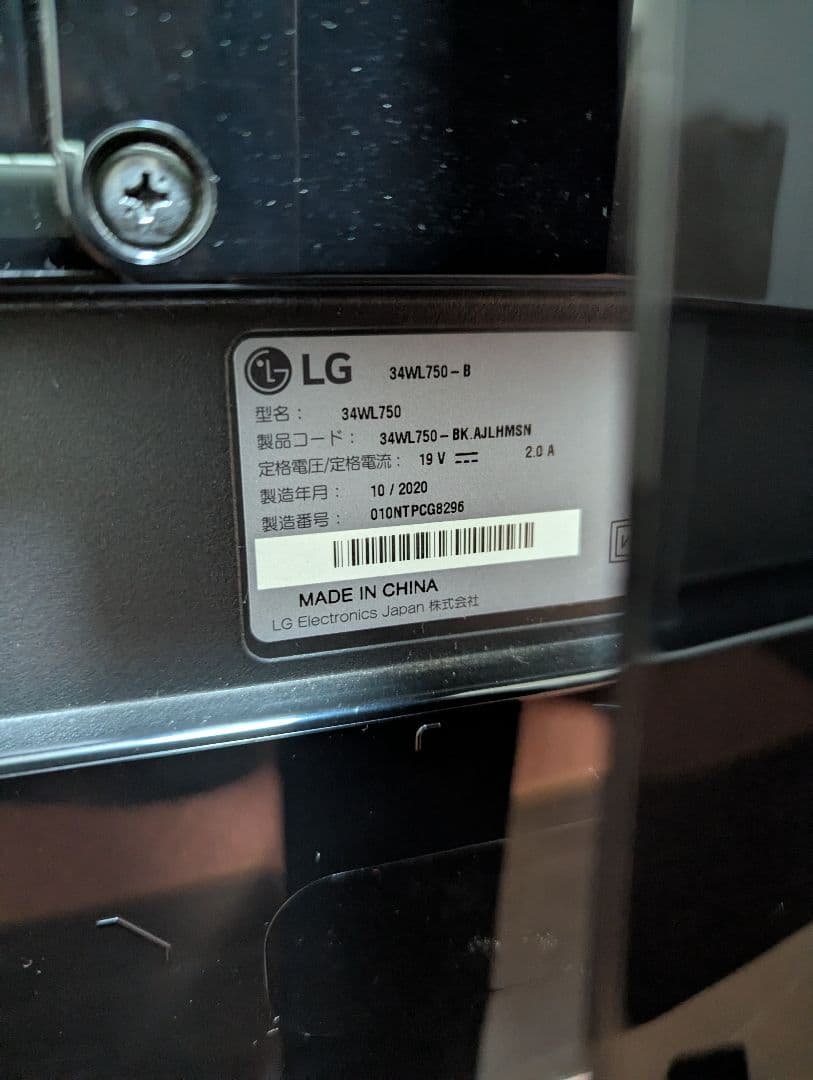 LG 34WL750-B
型名： 34WL750
製品コード： 34WL750-BK.AJLHMSN
定格電圧/定格電流： 19 V ⎓ 2.0 A
製造年月： 10 / 2020
製造番号： 010NTPCG8296
MADE IN CHINA
LG Electronics Japan 株式会社